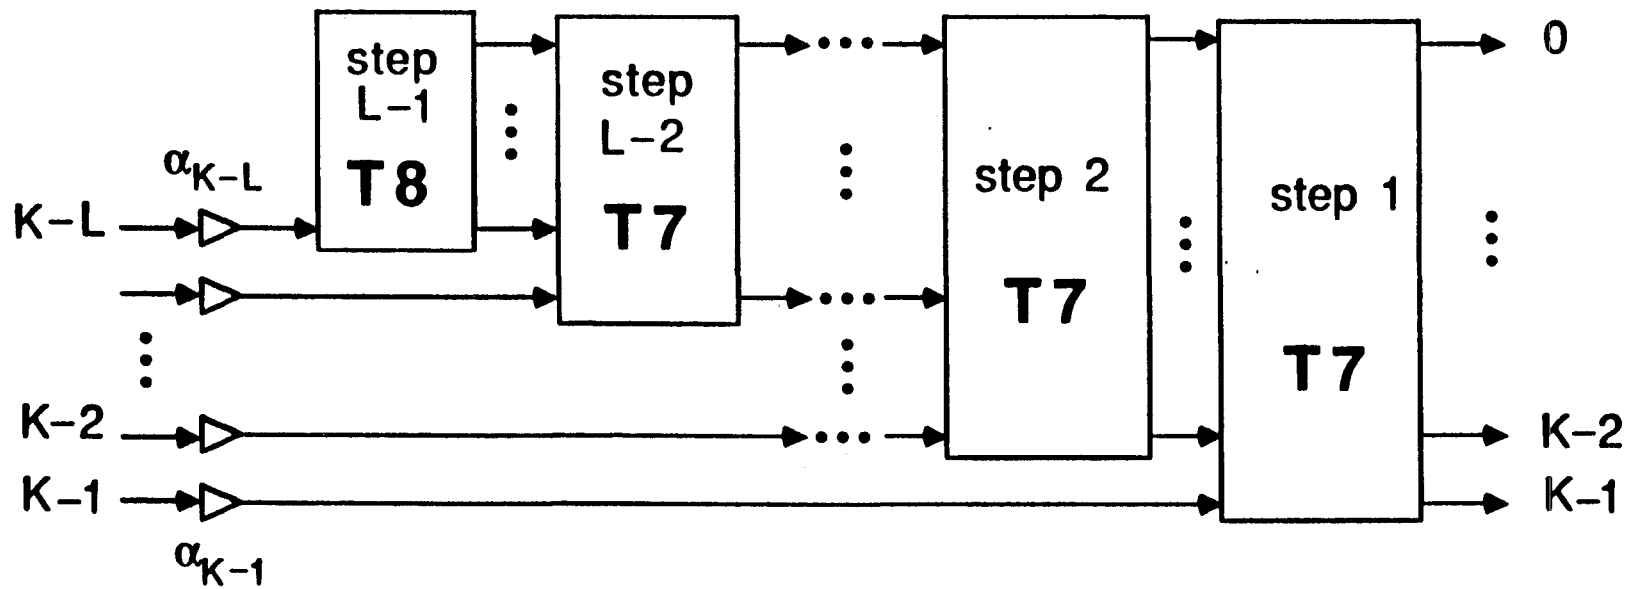 step
L-1
T8
step
L-2
T7
step 2
T7
step 1
T7
0
α_{K-L}
K-L
K-2
K-1
α_{K-1}
K-2
K-1